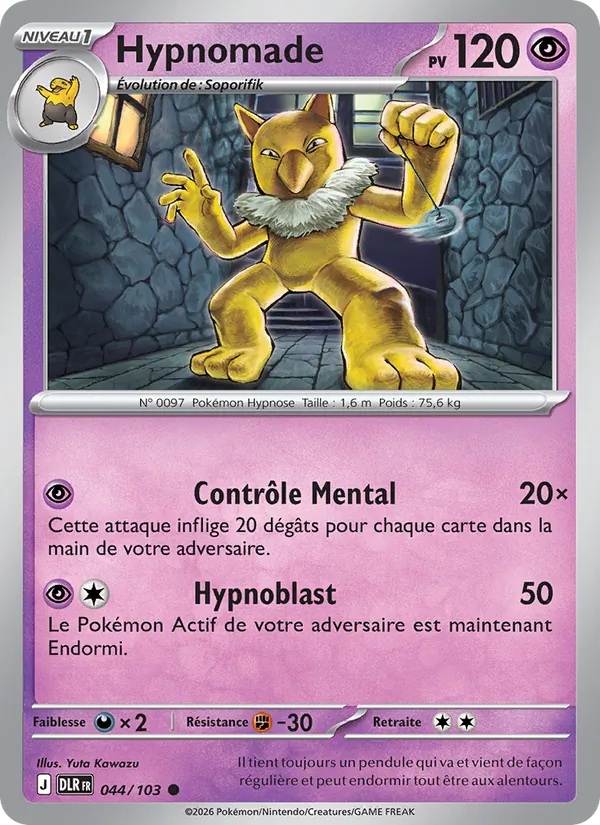 NIVEAU 1
Hypnomade
PV 120
Évolution de : Soporifik
N° 0097 Pokémon Hypnose Taille : 1,6 m Poids : 75,6 kg
Contrôle Mental 20×
Cette attaque inflige 20 dégâts pour chaque carte dans la
main de votre adversaire.
Hypnoblast 50
Le Pokémon Actif de votre adversaire est maintenant
Endormi.
Faiblesse ×2 Résistance −30 Retraite
Illus. Yuta Kawazu
J DLR FR 044/103
Il tient toujours un pendule qui va et vient de façon
régulière et peut endormir tout être aux alentours.
©2026 Pokémon/Nintendo/Creatures/GAME FREAK